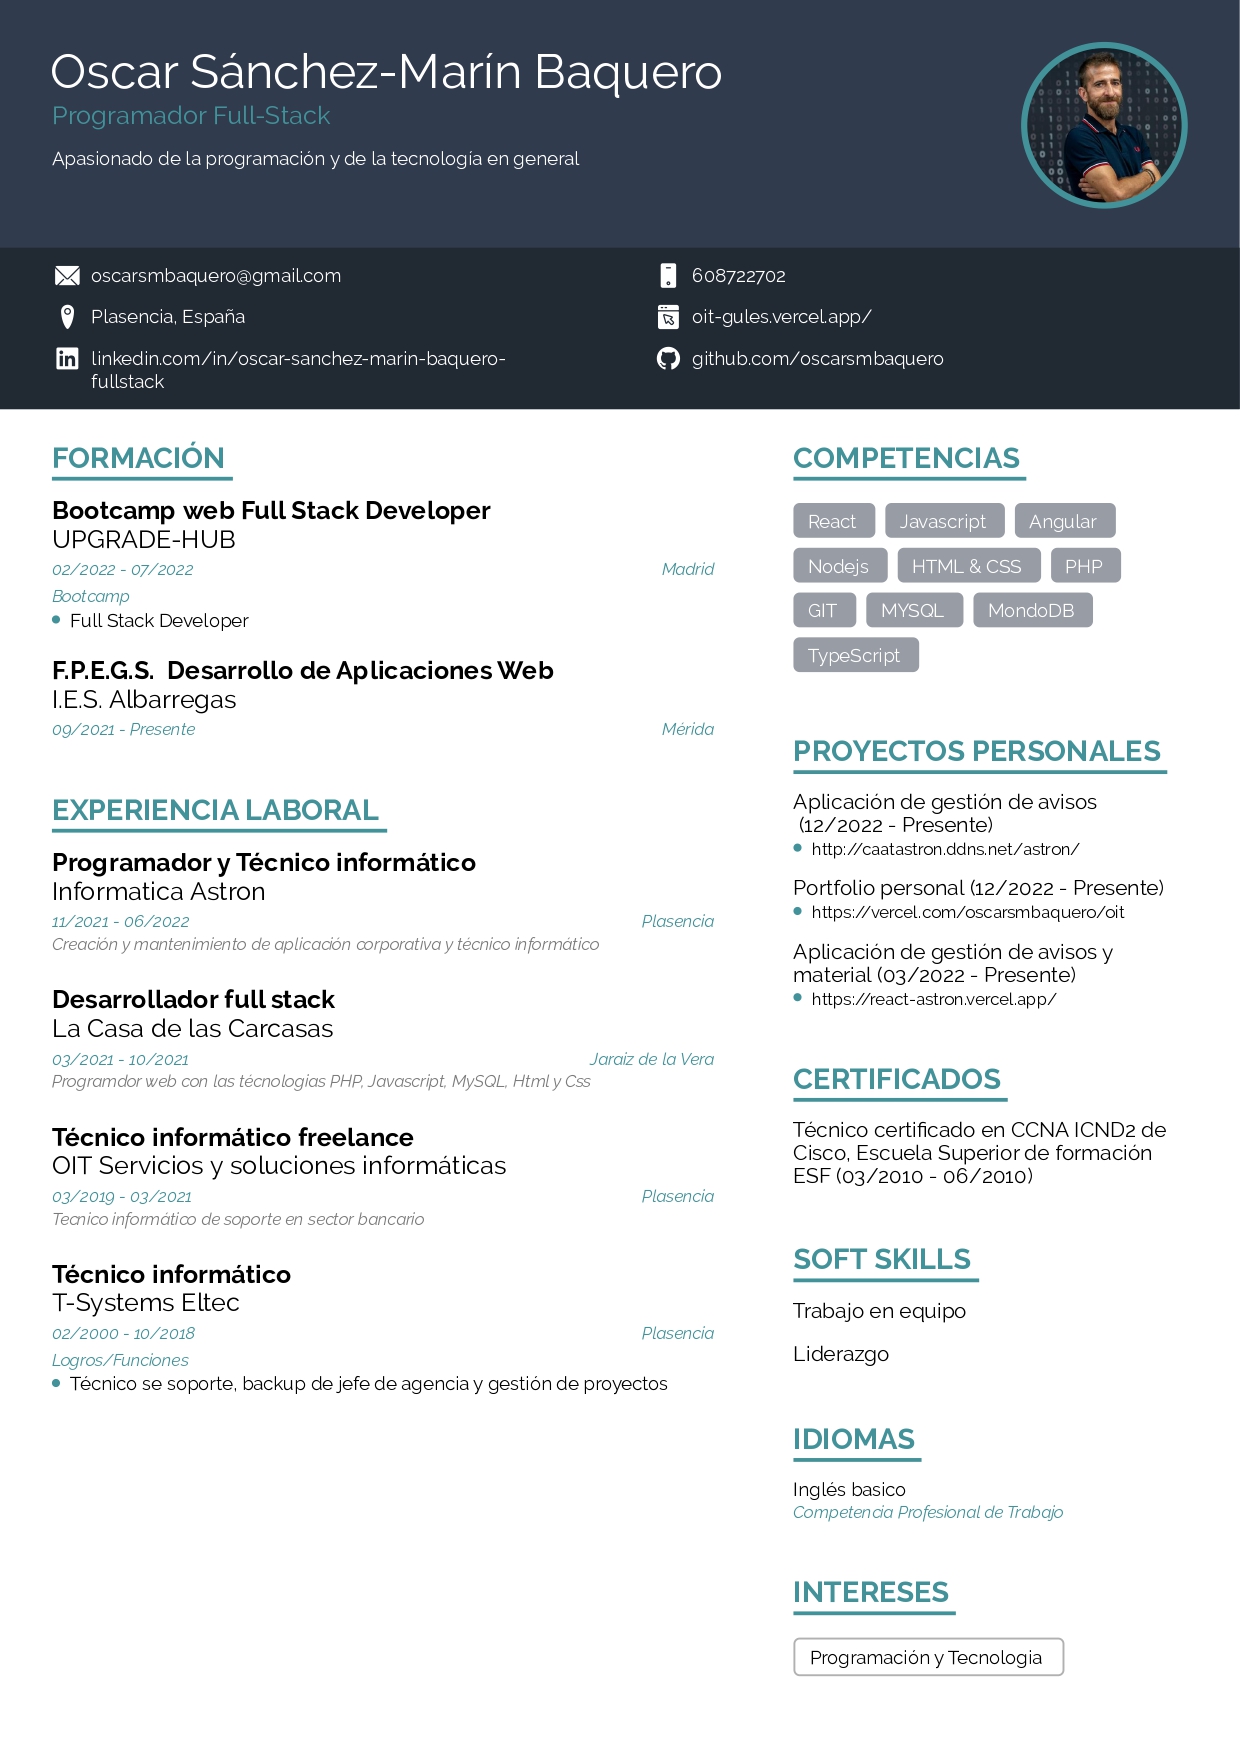 Oscar Sánchez-Marín Baquero
Programador Full-Stack
Apasionado de la programación y de la tecnología en general
oscarsmbaquero@gmail.com
608722702
Plasencia, España
oit-gules.vercel.app/
linkedin.com/in/oscar-sanchez-marin-baquero-
fullstack
github.com/oscarsmbaquero
FORMACIÓN
Bootcamp web Full Stack Developer
UPGRADE-HUB
02/2022 - 07/2022 Madrid
Bootcamp
Full Stack Developer
F.P.E.G.S.  Desarrollo de Aplicaciones Web
I.E.S. Albarregas
09/2021 - Presente Mérida
EXPERIENCIA LABORAL
Programador y Técnico informático
Informatica Astron
11/2021 - 06/2022 Plasencia
Creación y mantenimiento de aplicación corporativa y técnico informático
Desarrollador full stack
La Casa de las Carcasas
03/2021 - 10/2021 Jaraiz de la Vera
Programdor web con las técnologias PHP, Javascript, MySQL, Html y Css
Técnico informático freelance
OIT Servicios y soluciones informáticas
03/2019 - 03/2021 Plasencia
Tecnico informático de soporte en sector bancario
Técnico informático
T-Systems Eltec
02/2000 - 10/2018 Plasencia
Logros/Funciones
Técnico se soporte, backup de jefe de agencia y gestión de proyectos
COMPETENCIAS
React Javascript Angular
Nodejs HTML & CSS PHP
GIT MYSQL MondoDB
TypeScript
PROYECTOS PERSONALES
Aplicación de gestión de avisos
(12/2022 - Presente)
http://caatastron.ddns.net/astron/
Portfolio personal (12/2022 - Presente)
https://vercel.com/oscarsmbaquero/oit
Aplicación de gestión de avisos y
material (03/2022 - Presente)
https://react-astron.vercel.app/
CERTIFICADOS
Técnico certificado en CCNA ICND2 de
Cisco, Escuela Superior de formación
ESF (03/2010 - 06/2010)
SOFT SKILLS
Trabajo en equipo
Liderazgo
IDIOMAS
Inglés basico
Competencia Profesional de Trabajo
INTERESES
Programación y Tecnologia